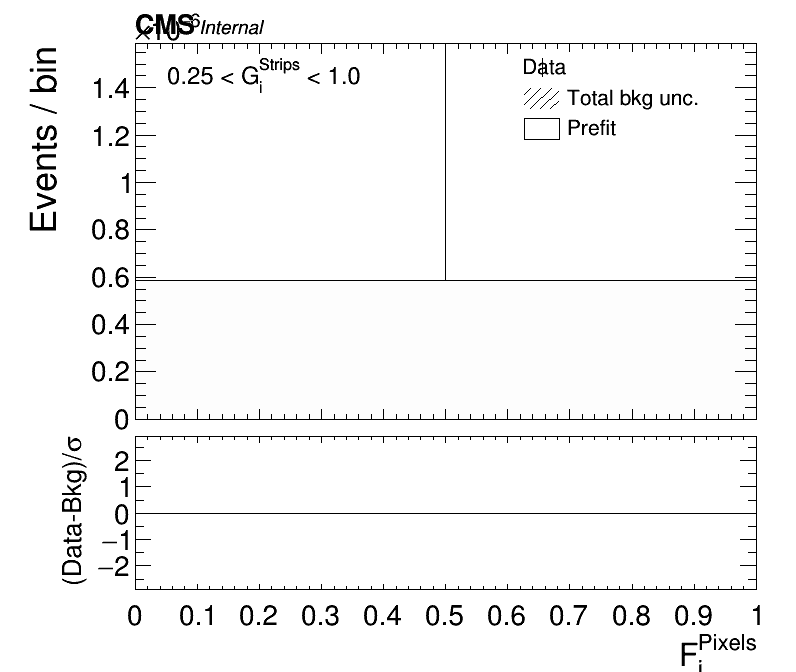 CMS Internal
×10⁻⁶
Events / bin
0.25 < G_i^Strips < 1.0
Data
Total bkg unc.
Prefit
1.4
1.2
1
0.8
0.6
0.4
0.2
0
(Data-Bkg)/σ
2
1
0
−1
−2
0 0.1 0.2 0.3 0.4 0.5 0.6 0.7 0.8 0.9 1
F_i^Pixels